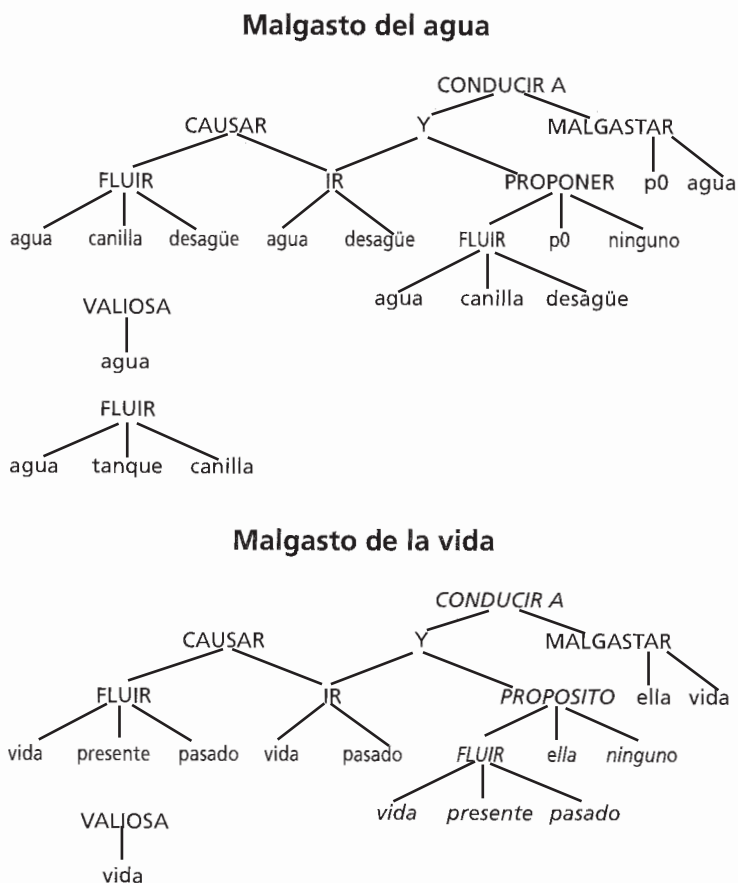 Malgasto del agua
CONDUCIR A
CAUSAR Y MALGASTAR
FLUIR IR PROPONER p0 agua
agua canilla desagüe agua desagüe FLUIR p0 ninguno
agua canilla desagüe
VALIOSA
agua
FLUIR
agua tanque canilla
Malgasto de la vida
CONDUCIR A
CAUSAR Y MALGASTAR
FLUIR IR PROPOSITO ella vida
vida presente pasado vida pasado FLUIR ella ninguno
vida presente pasado
VALIOSA
vida